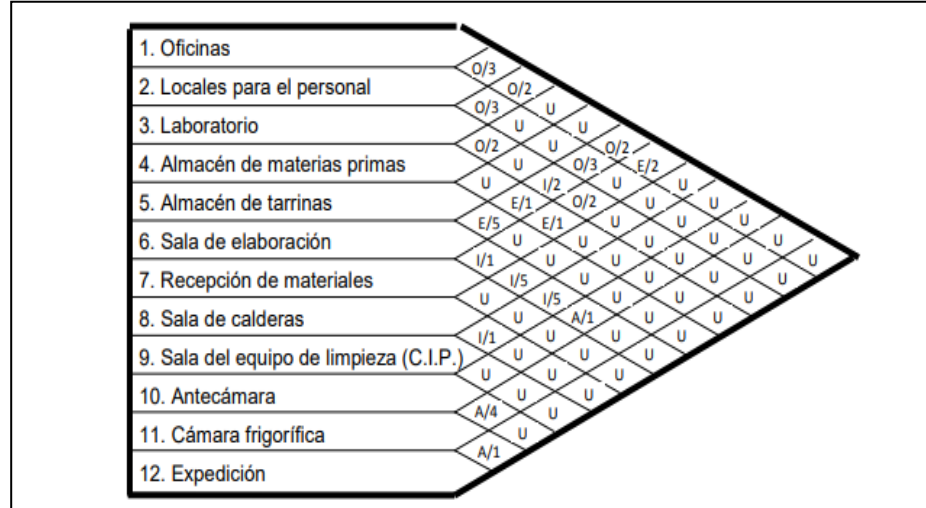 1. Oficinas
O/3
2. Locales para el personal O/2
O/3 U
3. Laboratorio U U
O/2 U O/2
4. Almacén de materias primas U O/3 E/2
U I/2 U U
5. Almacén de tarrinas E/1 O/2 U U
E/5 E/1 U U U
6. Sala de elaboración U U U U U
I/1 U U U U U
7. Recepción de materiales I/5 U U U U
U I/5 U U U
8. Sala de calderas U A/1 U U
I/1 U U U
9. Sala del equipo de limpieza (C.I.P.) U U U
U U U
10. Antecámara U U
A/4 U
11. Cámara frigorífica U
A/1
12. Expedición